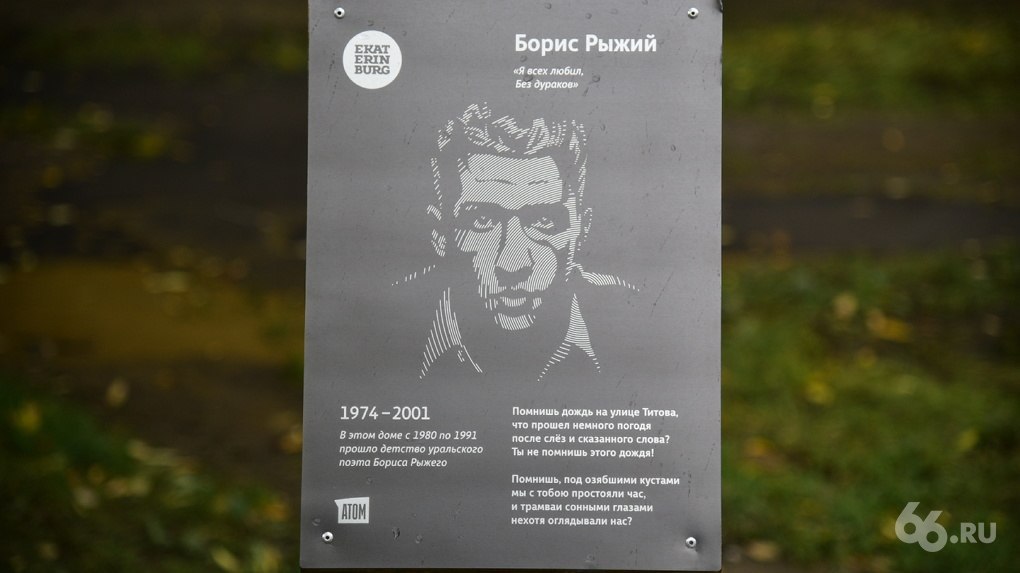 EKAT
ERIN
BURG
Борис Рыжий
«Я всех любил,
Без дураков»
1974–2001
В этом доме с 1980 по 1991
прошло детство уральского
поэта Бориса Рыжего
АТОМ
Помнишь дождь на улице Титова,
что прошел немного погодя
после слёз и сказанного слова?
Ты не помнишь этого дождя!
Помнишь, под озябшими кустами
мы с тобою простояли час,
и трамваи сонными глазами
нехотя оглядывали нас?
66.RU